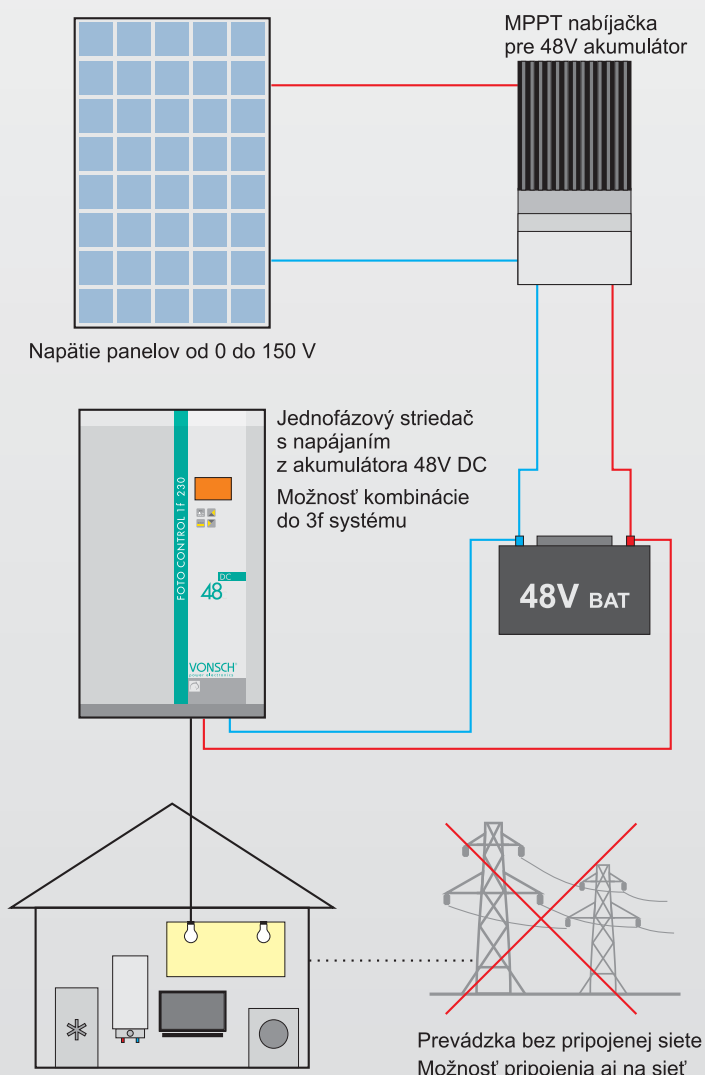 MPPT nabíjačka
pre 48V akumulátor
Napätie panelov od 0 do 150 V
Jednofázový striedač
s napájaním
z akumulátora 48V DC
Možnosť kombinácie
do 3f systému
FOTO CONTROL 1f 230
DC
48
VONSCH®
power electronics
48V BAT
Prevádzka bez pripojenej siete
Možnosť pripojenia aj na sieť